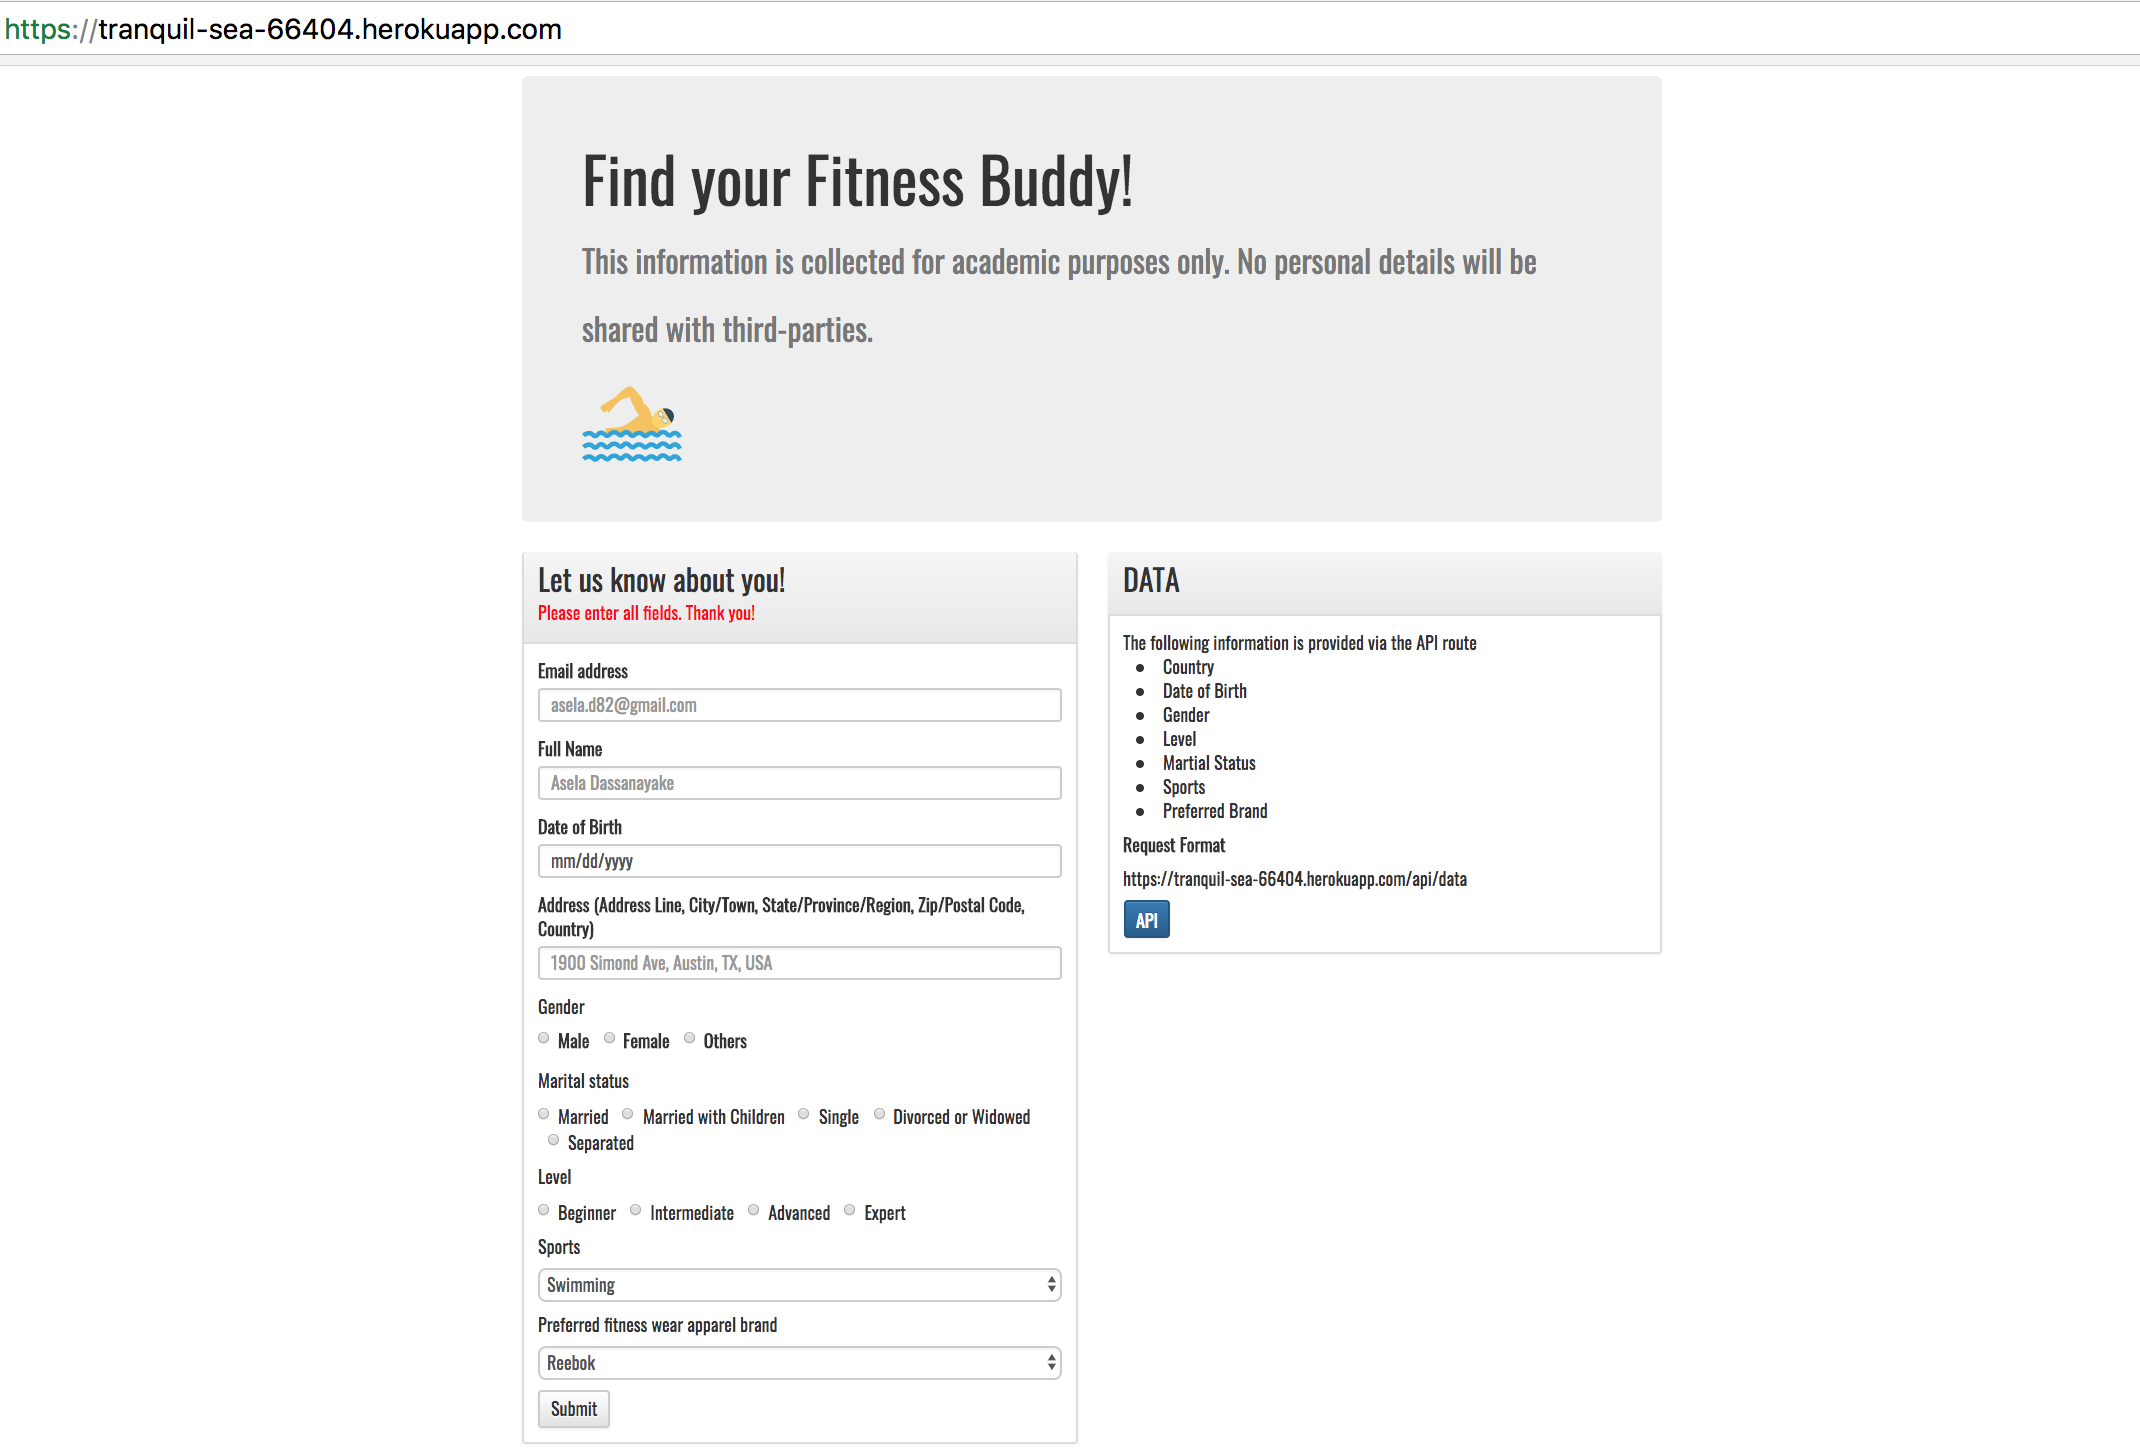 https://tranquil-sea-66404.herokuapp.com
Find your Fitness Buddy!
This information is collected for academic purposes only. No personal details will be
shared with third-parties.
Let us know about you!
Please enter all fields. Thank you!
Email address
asela.d82@gmail.com
Full Name
Asela Dassanayake
Date of Birth
mm/dd/yyyy
Address (Address Line, City/Town, State/Province/Region, Zip/Postal Code,
Country)
1900 Simond Ave, Austin, TX, USA
Gender
Male Female Others
Marital status
Married Married with Children Single Divorced or Widowed
Separated
Level
Beginner Intermediate Advanced Expert
Sports
Swimming
Preferred fitness wear apparel brand
Reebok
Submit
DATA
The following information is provided via the API route
Country
Date of Birth
Gender
Level
Martial Status
Sports
Preferred Brand
Request Format
https://tranquil-sea-66404.herokuapp.com/api/data
API